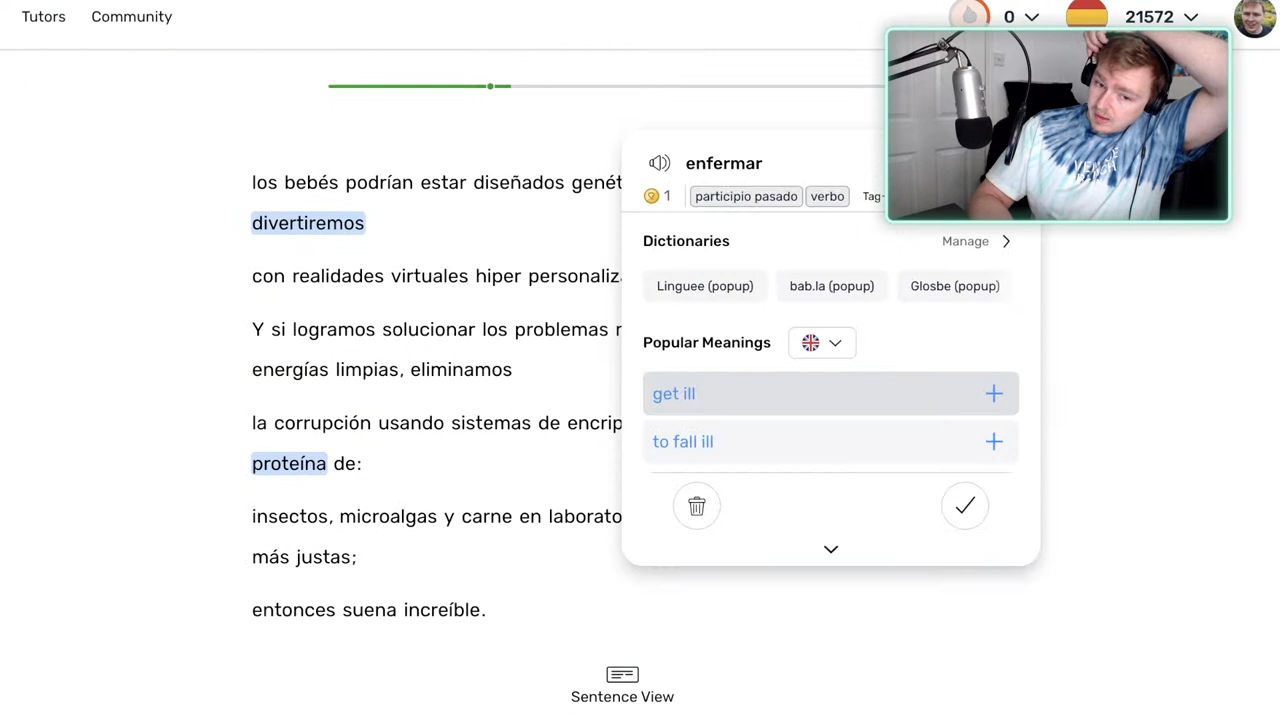 Tutors Community 0 21572
enfermar
1 participio pasado verbo Tag-
Dictionaries Manage
Linguee (popup) bab.la (popup) Glosbe (popup)
Popular Meanings
get ill
to fall ill
los bebés podrían estar diseñados genét
divertiremos
con realidades virtuales hiper personaliza
Y si logramos solucionar los problemas
energías limpias, eliminamos
la corrupción usando sistemas de encrip
proteína de:
insectos, microalgas y carne en laborato
más justas;
entonces suena increíble.
Sentence View